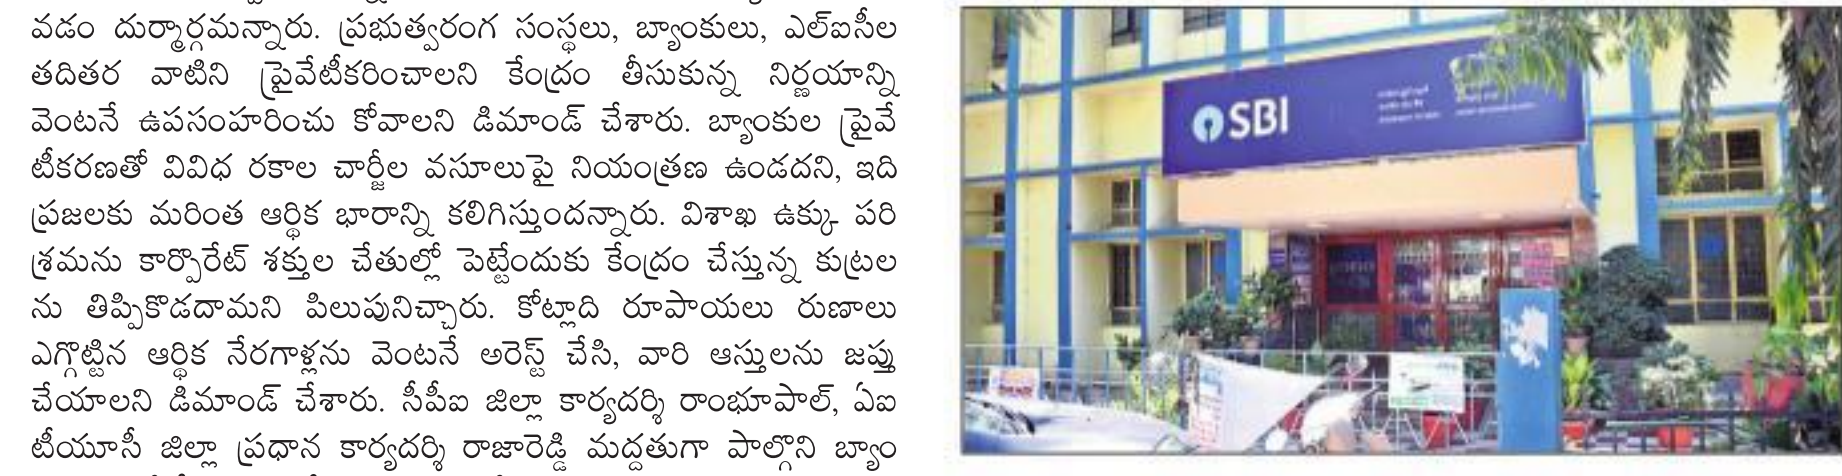 వడం దుర్మార్గమన్నారు. ప్రభుత్వరంగ సంస్థలు, బ్యాంకులు, ఎల్ఐసీల
తదితర వాటిని ప్రైవేటీకరించాలని కేంద్రం తీసుకున్న నిర్ణయాన్ని
వెంటనే ఉపసంహరించు కోవాలని డిమాండ్ చేశారు. బ్యాంకుల ప్రైవే
టీకరణతో వివిధ రకాల చార్జీల వసూలుపై నియంత్రణ ఉండదని, ఇది
ప్రజలకు మరింత ఆర్థిక భారాన్ని కలిగిస్తుందన్నారు. విశాఖ ఉక్కు పరి
శ్రమను కార్పొరేట్ శక్తుల చేతుల్లో పెట్టేందుకు కేంద్రం చేస్తున్న కుట్రల
ను తిప్పికొడదామని పిలుపునిచ్చారు. కోట్లాది రూపాయలు రుణాలు
ఎగ్గొట్టిన ఆర్థిక నేరగాళ్లను వెంటనే అరెస్ట్ చేసి, వారి ఆస్తులను జప్తు
చేయాలని డిమాండ్ చేశారు. సీపీఐ జిల్లా కార్యదర్శి రాంభూపాల్, ఏఐ
టీయూసీ జిల్లా ప్రధాన కార్యదర్శి రాజారెడ్డి మద్దతుగా పాల్గొని బ్యాం
SBI